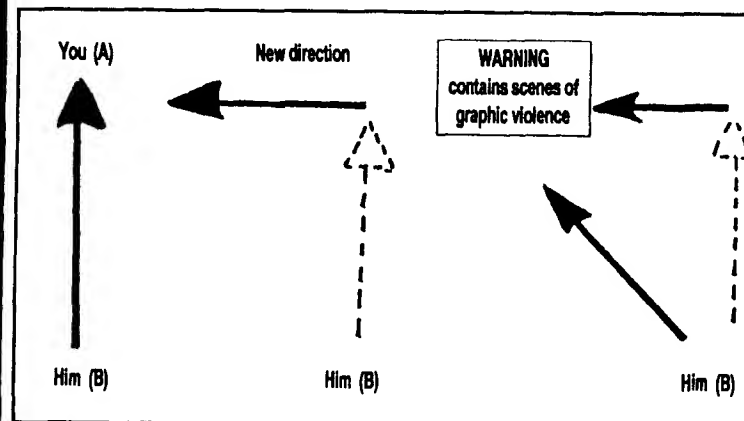 You (A)
New direction
WARNING
contains scenes of
graphic violence
Him (B)
Him (B)
Him (B)